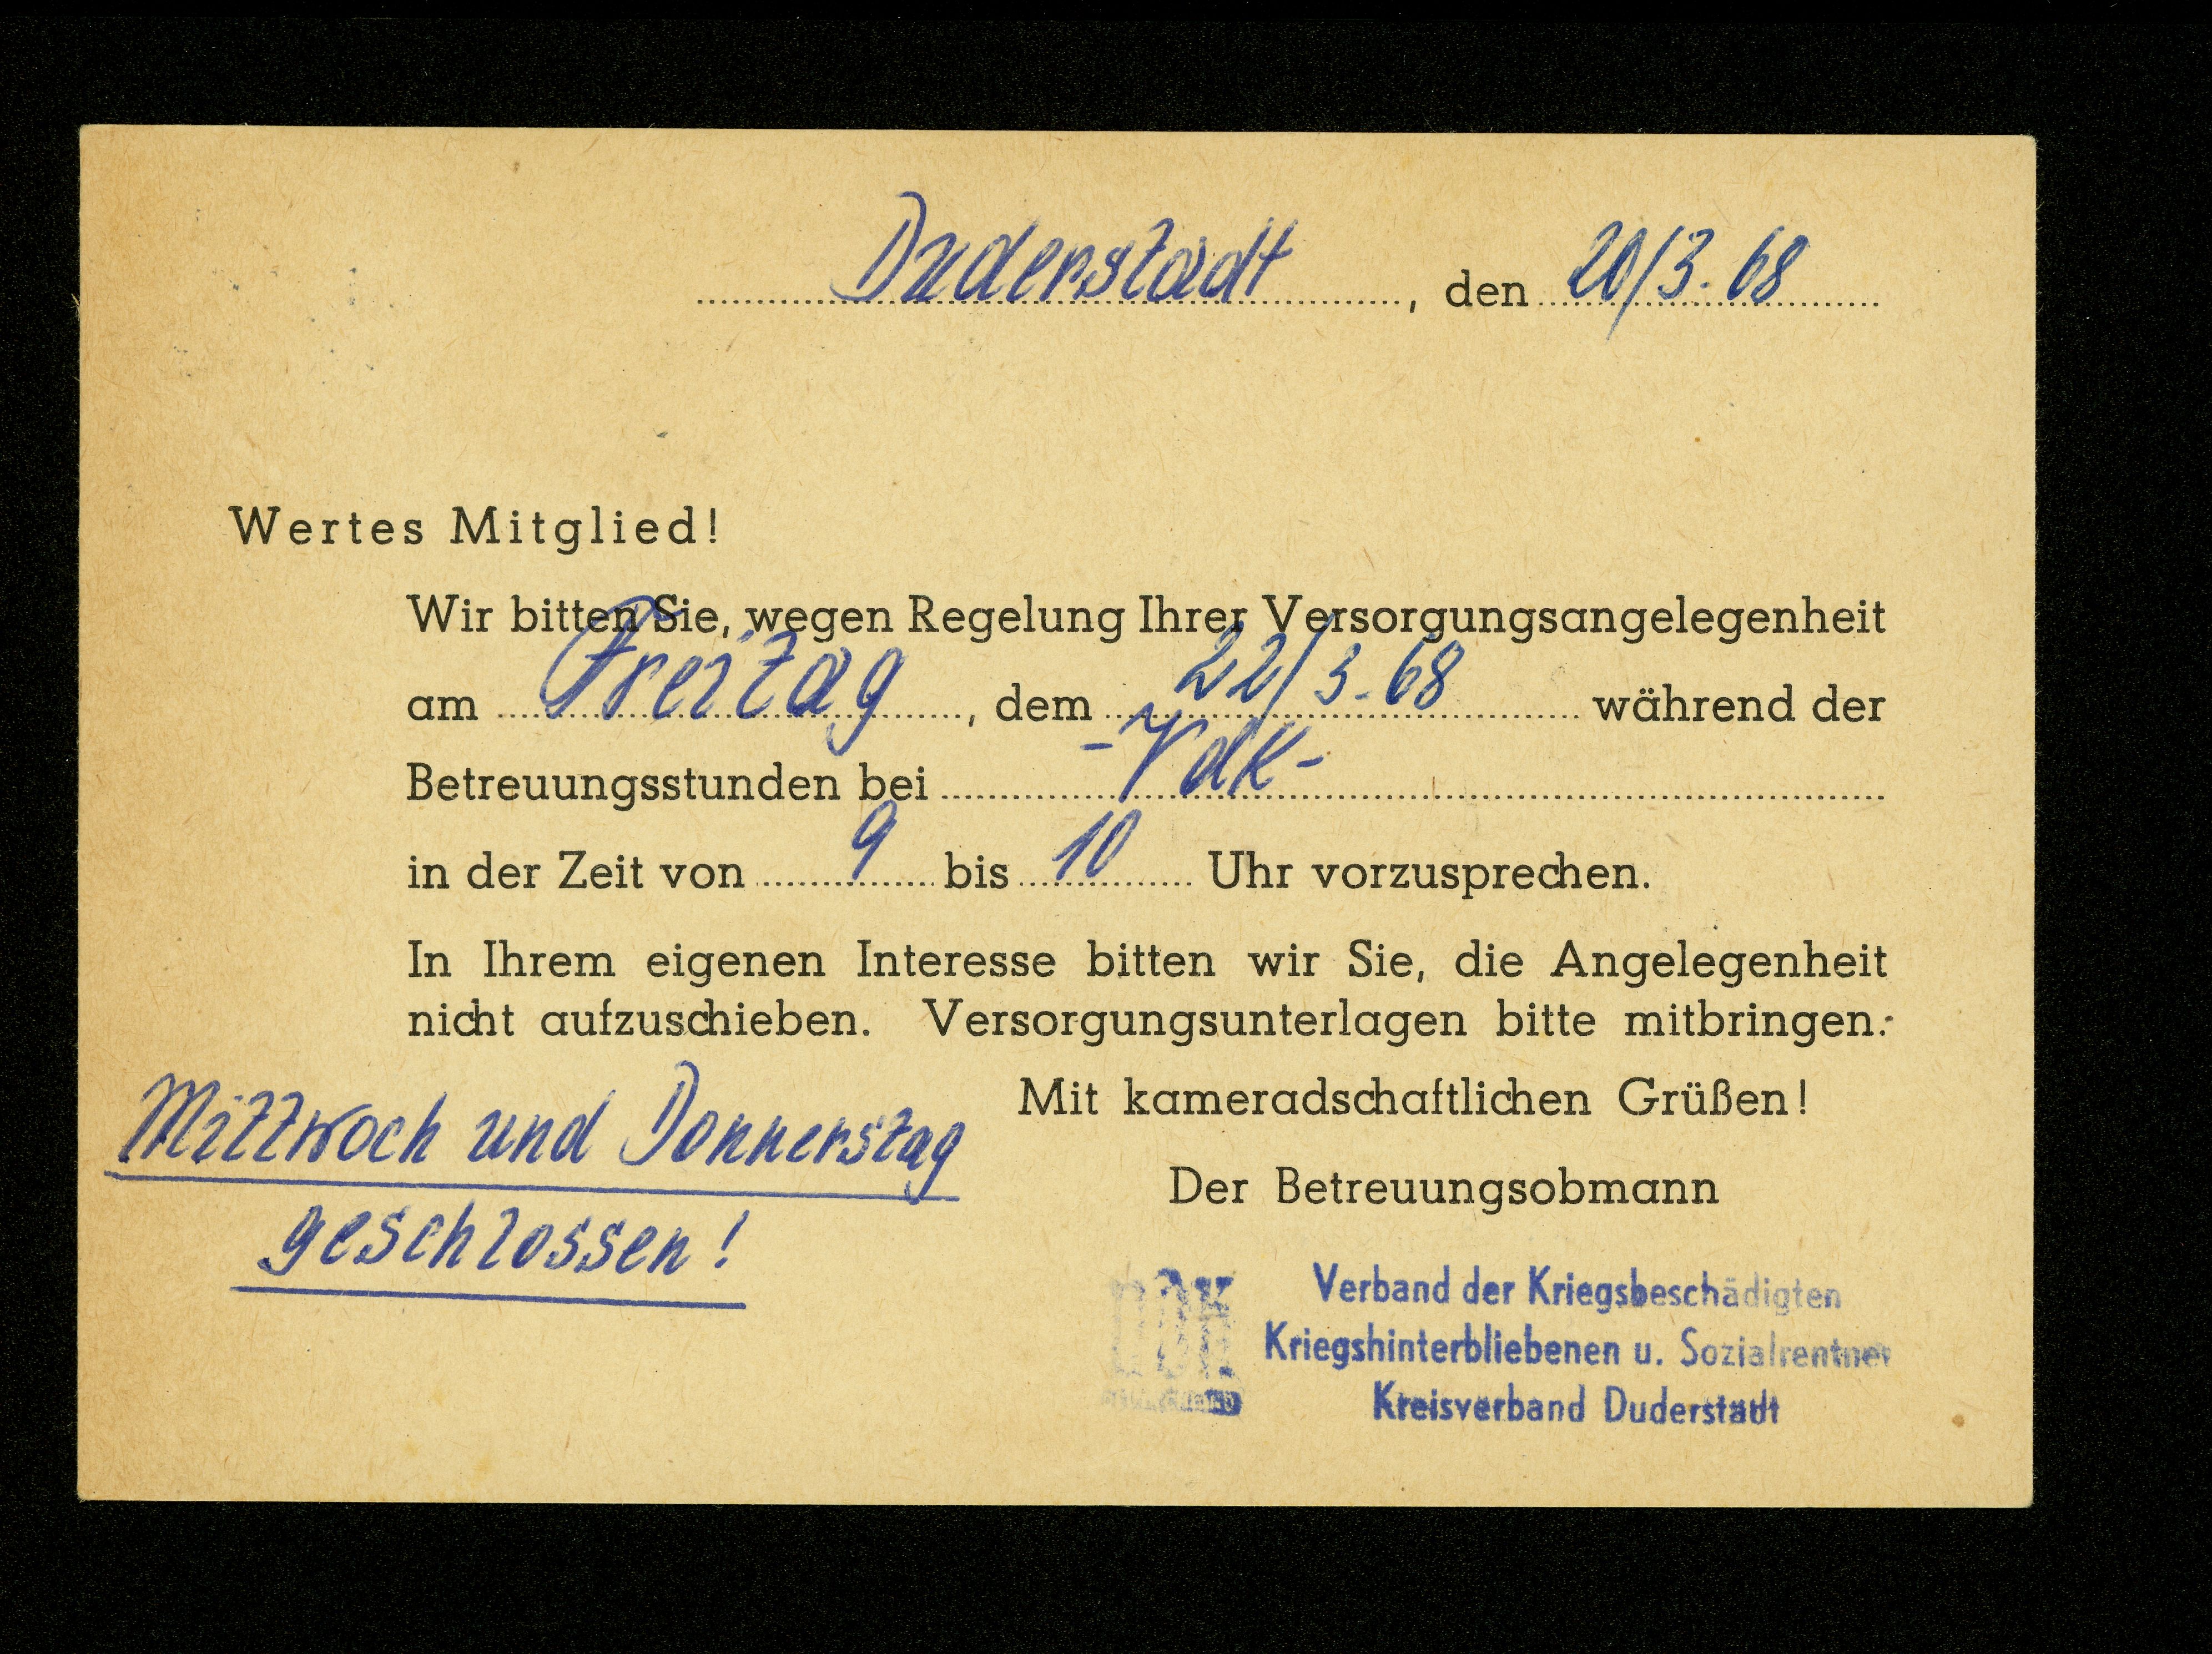 Duderstadt, den 20/3.68
Wertes Mitglied!
Wir bitten Sie, wegen Regelung Ihrer Versorgungsangelegenheit
am Freitag, dem 22/3.68 während der
Betreuungsstunden bei -VdK-
in der Zeit von 9 bis 10 Uhr vorzusprechen.
In Ihrem eigenen Interesse bitten wir Sie, die Angelegenheit
nicht aufzuschieben. Versorgungsunterlagen bitte mitbringen.
Mit kameradschaftlichen Grüßen!
Mittwoch und Donnerstag
geschlossen!
Der Betreuungsobmann
VdK
Verband der Kriegsbeschädigten
Kriegshinterbliebenen u. Sozialrentner
Kreisverband Duderstadt